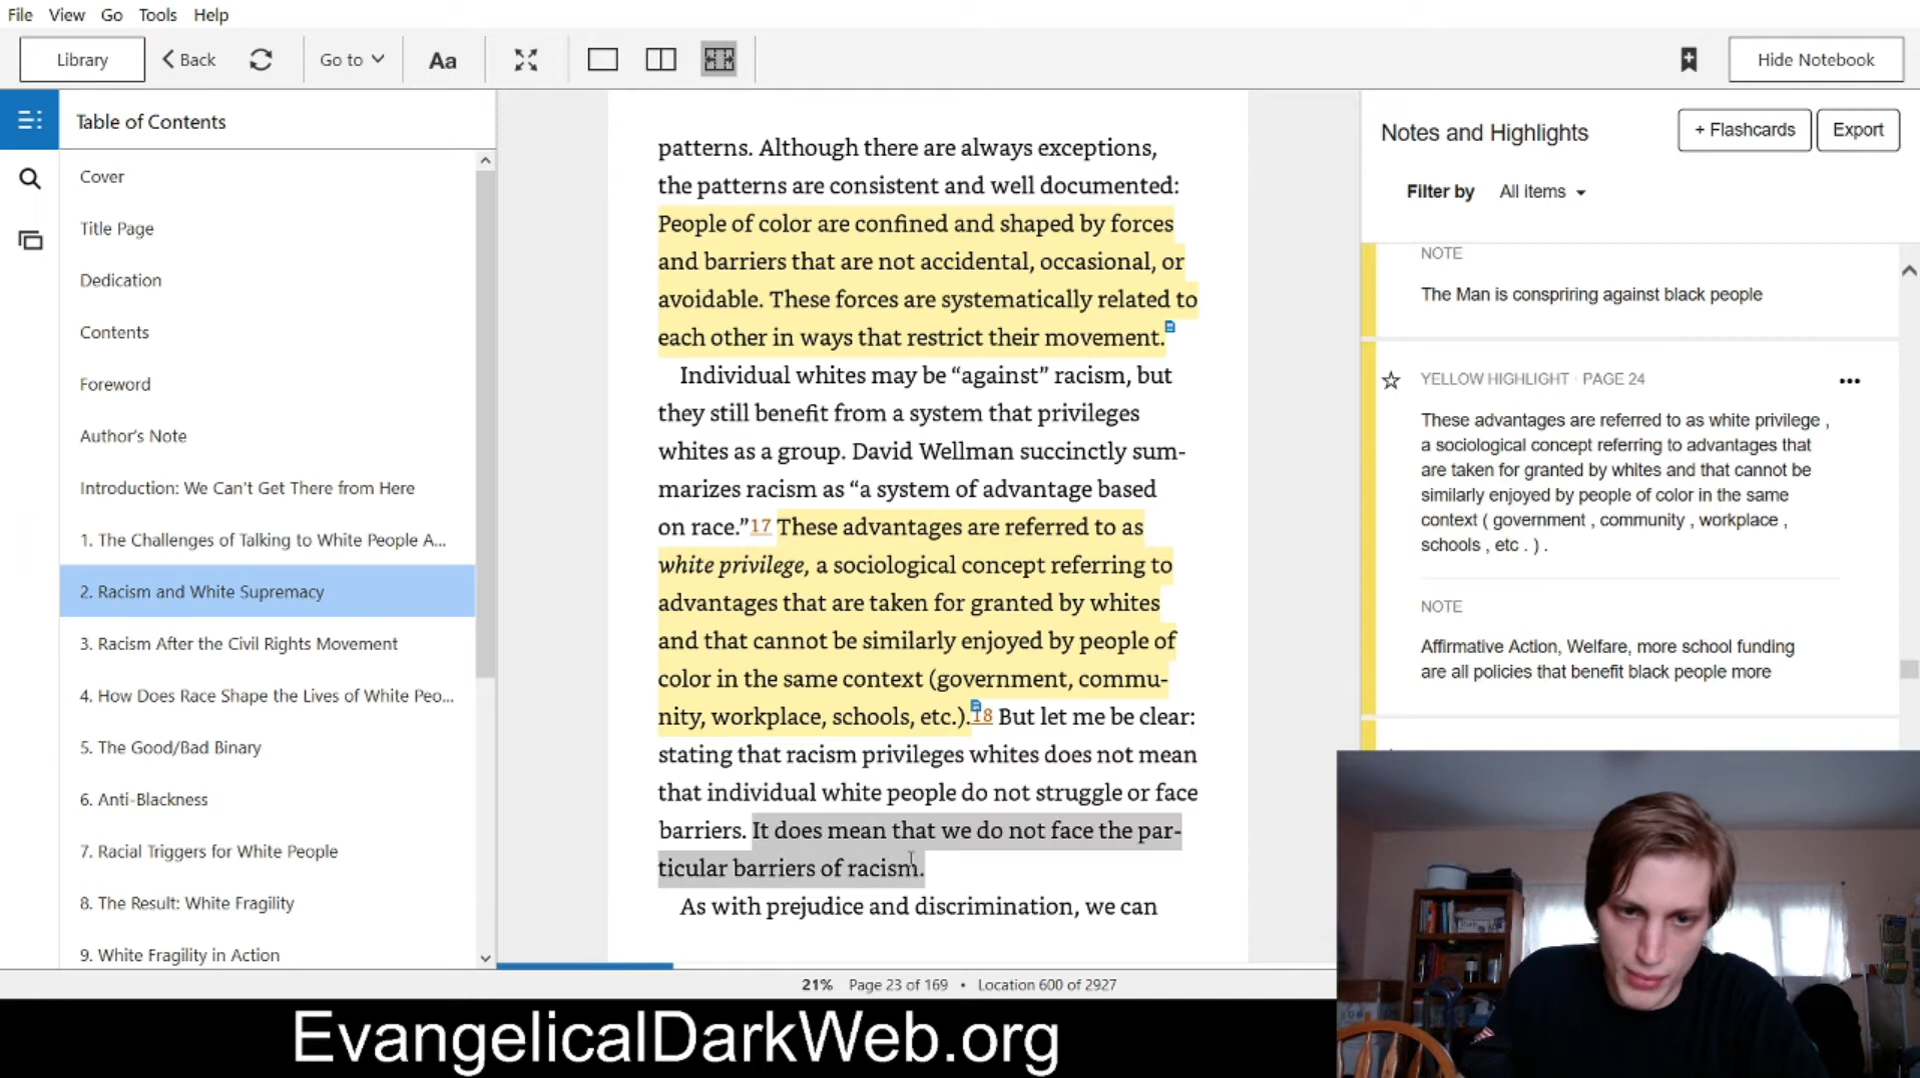 File View Go Tools Help
Library Back Go to Aa Hide Notebook
Table of Contents
Cover
Title Page
Dedication
Contents
Foreword
Author's Note
Introduction: We Can't Get There from Here
1. The Challenges of Talking to White People A...
2. Racism and White Supremacy
3. Racism After the Civil Rights Movement
4. How Does Race Shape the Lives of White Peo...
5. The Good/Bad Binary
6. Anti-Blackness
7. Racial Triggers for White People
8. The Result: White Fragility
9. White Fragility in Action
patterns. Although there are always exceptions,
the patterns are consistent and well documented:
People of color are confined and shaped by forces
and barriers that are not accidental, occasional, or
avoidable. These forces are systematically related to
each other in ways that restrict their movement.
Individual whites may be “against” racism, but
they still benefit from a system that privileges
whites as a group. David Wellman succinctly sum-
marizes racism as “a system of advantage based
on race.”17 These advantages are referred to as
white privilege, a sociological concept referring to
advantages that are taken for granted by whites
and that cannot be similarly enjoyed by people of
color in the same context (government, commu-
nity, workplace, schools, etc.).18 But let me be clear:
stating that racism privileges whites does not mean
that individual white people do not struggle or face
barriers. It does mean that we do not face the par-
ticular barriers of racism.
As with prejudice and discrimination, we can
21% Page 23 of 169 • Location 600 of 2927
Notes and Highlights + Flashcards Export
Filter by All items
NOTE
The Man is conspriring against black people
YELLOW HIGHLIGHT · PAGE 24
These advantages are referred to as white privilege ,
a sociological concept referring to advantages that
are taken for granted by whites and that cannot be
similarly enjoyed by people of color in the same
context ( government , community , workplace ,
schools , etc . ) .
NOTE
Affirmative Action, Welfare, more school funding
are all policies that benefit black people more
EvangelicalDarkWeb.org